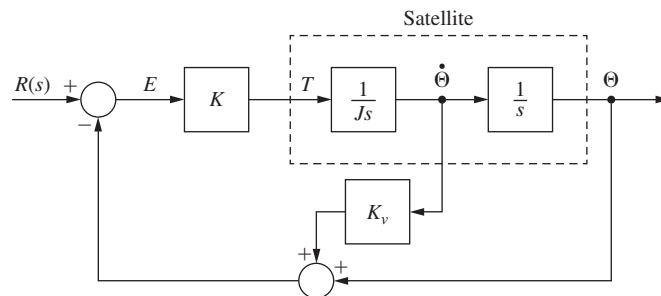 Satellite
R(s) + E K T 1/Js Θ̇ 1/s Θ
−
K_v
+ +